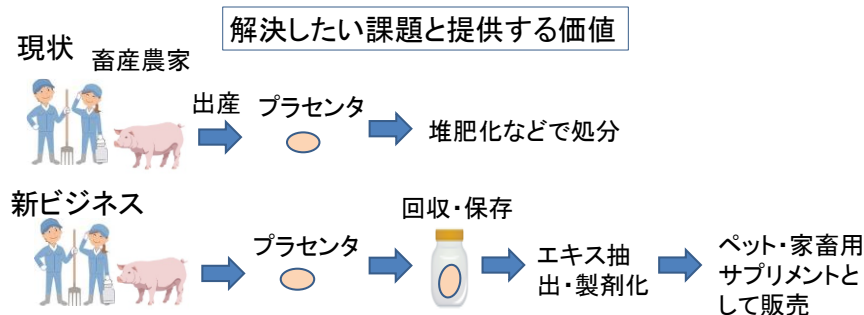 解決したい課題と提供する価値
現状
畜産農家
出産
プラセンタ
堆肥化などで処分
新ビジネス
プラセンタ
回収・保存
エキス抽
出・製剤化
ペット・家畜用
サプリメントと
して販売